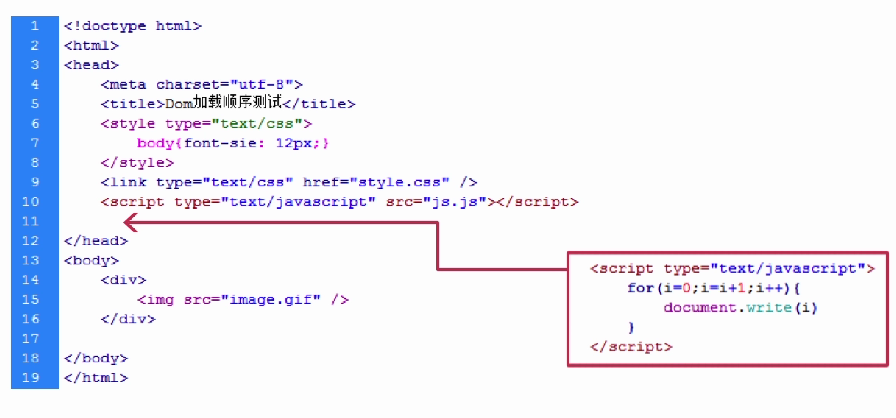 1 <!doctype html>
2 <html>
3 <head>
4 <meta charset="utf-8">
5 <title>Dom加载顺序测试</title>
6 <style type="text/css">
7 body{font-sie: 12px;}
8 </style>
9 <link type="text/css" href="style.css" />
10 <script type="text/javascript" src="js.js"></script>
11
12 </head>
13 <body>
14 <div>
15 <img src="image.gif" />
16 </div>
17
18 </body>
19 </html>
<script type="text/javascript">
for(i=0;i=i+1;i++){
document.write(i)
}
</script>